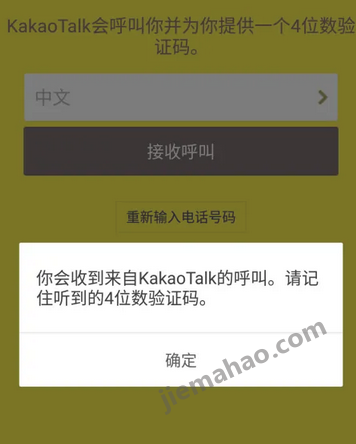 KakaoTalk会呼叫你并为你提供一个4位数验
证码。
中文
接收呼叫
重新输入电话号码
你会收到来自KakaoTalk的呼叫。请记
住听到的4位数验证码。
确定
jiemahao.com